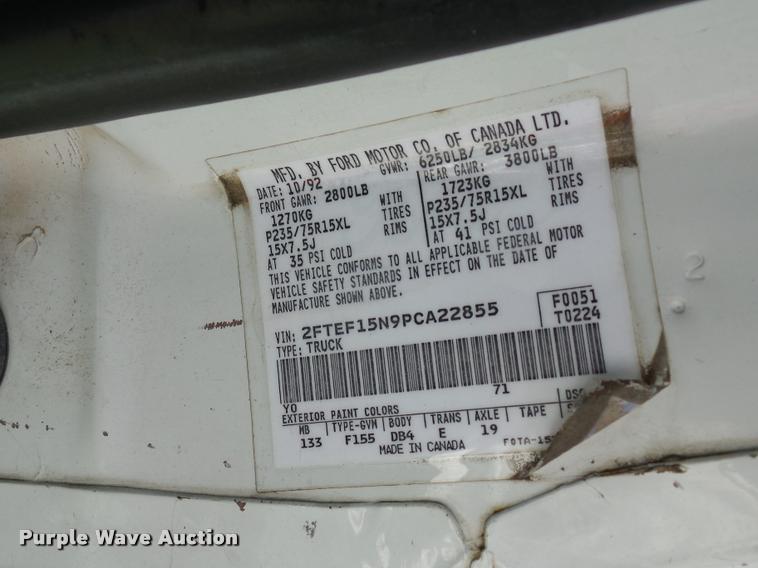 MFD. BY FORD MOTOR CO. OF CANADA LTD.
DATE: 10/92 GVWR: 6250LB/ 2834KG
FRONT GAWR: 2800LB REAR GAWR: 3800LB
1270KG WITH 1723KG WITH
P235/75R15XL TIRES P235/75R15XL TIRES
15X7.5J RIMS 15X7.5J RIMS
AT 35 PSI COLD AT 41 PSI COLD
THIS VEHICLE CONFORMS TO ALL APPLICABLE FEDERAL MOTOR
VEHICLE SAFETY STANDARDS IN EFFECT ON THE DATE OF
MANUFACTURE SHOWN ABOVE.
F0051
VIN: 2FTEF15N9PCA22855 T0224
TYPE: TRUCK
YO 71
EXTERIOR PAINT COLORS DSO
WB TYPE-GVW BODY TRANS AXLE TAPE
133 F155 DB4 E 19
MADE IN CANADA
2
Purple Wave Auction